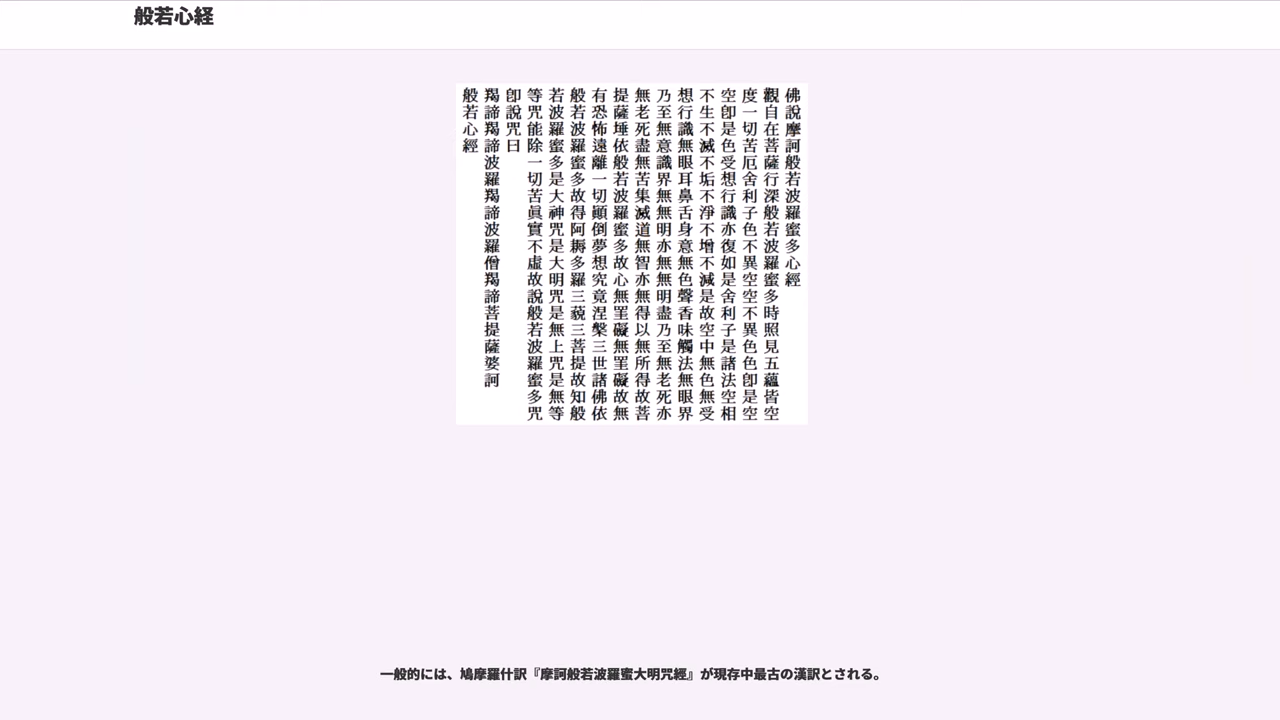 般若心経
佛說摩訶般若波羅蜜多心經
觀自在菩薩行深般若波羅蜜多時照見五蘊皆空
度一切苦厄舍利子色不異空空不異色色卽是空
空卽是色受想行識亦復如是舍利子是諸法空相
不生不滅不垢不淨不增不減是故空中無色無受
想行識無眼耳鼻舌身意無色聲香味觸法無眼界
乃至無意識界無無明亦無無明盡乃至無老死亦
無老死盡無苦集滅道無智亦無得以無所得故菩
提薩埵依般若波羅蜜多故心無罣礙無罣礙故無
有恐怖遠離一切顚倒夢想究竟涅槃三世諸佛依
般若波羅蜜多故得阿耨多羅三藐三菩提故知般
若波羅蜜多是大神咒是大明咒是無上咒是無等
等咒能除一切苦眞實不虛故說般若波羅蜜多咒
卽說咒曰
羯諦羯諦波羅羯諦波羅僧羯諦菩提薩婆訶
般若心經
一般的には、鳩摩羅什訳『摩訶般若波羅蜜大明咒經』が現存中最古の漢訳とされる。